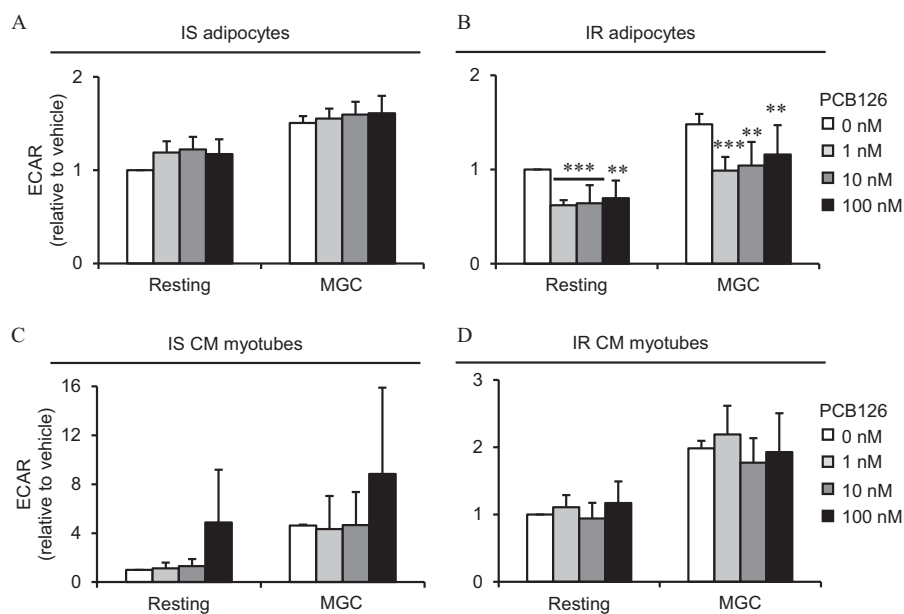 A
IS adipocytes
ECAR
(relative to vehicle)
2
1
0
Resting
MGC
B
IR adipocytes
2
1
0
***
**
***
**
**
Resting
MGC
PCB126
0 nM
1 nM
10 nM
100 nM
C
IS CM myotubes
ECAR
(relative to vehicle)
16
12
8
4
0
Resting
MGC
D
IR CM myotubes
3
2
1
0
Resting
MGC
PCB126
0 nM
1 nM
10 nM
100 nM